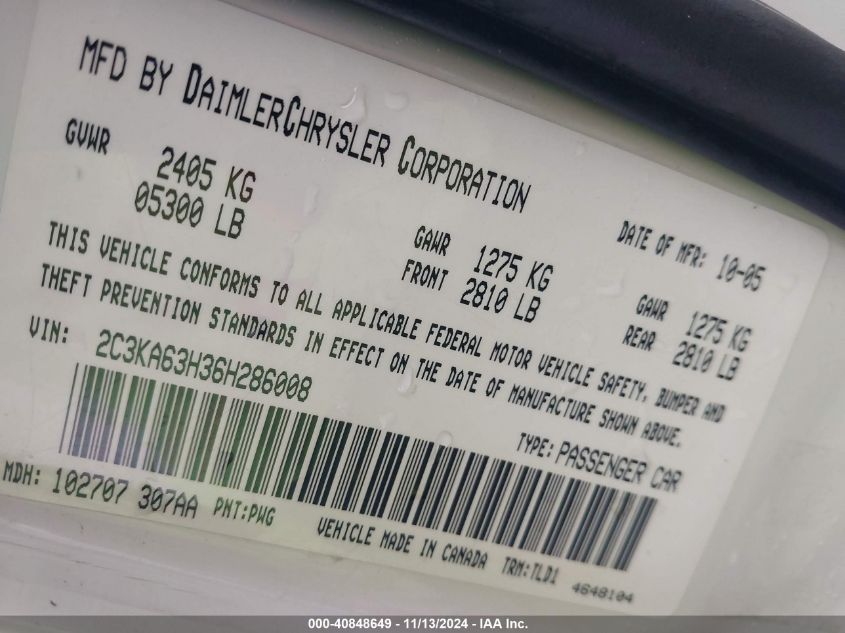 MFD BY DAIMLERCHRYSLER CORPORATION
DATE OF MFR: 10-05
GVWR 2405 KG
05300 LB
GAWR FRONT 1275 KG
2810 LB
GAWR REAR 1275 KG
2810 LB
THIS VEHICLE CONFORMS TO ALL APPLICABLE FEDERAL MOTOR VEHICLE SAFETY, BUMPER AND
THEFT PREVENTION STANDARDS IN EFFECT ON THE DATE OF MANUFACTURE SHOWN ABOVE.
VIN: 2C3KA63H36H286008
TYPE: PASSENGER CAR
MDH: 102707 307AA PNT:PWG
VEHICLE MADE IN CANADA TRM:TLD1
4648104
000-40848649 - 11/13/2024 - IAA Inc.